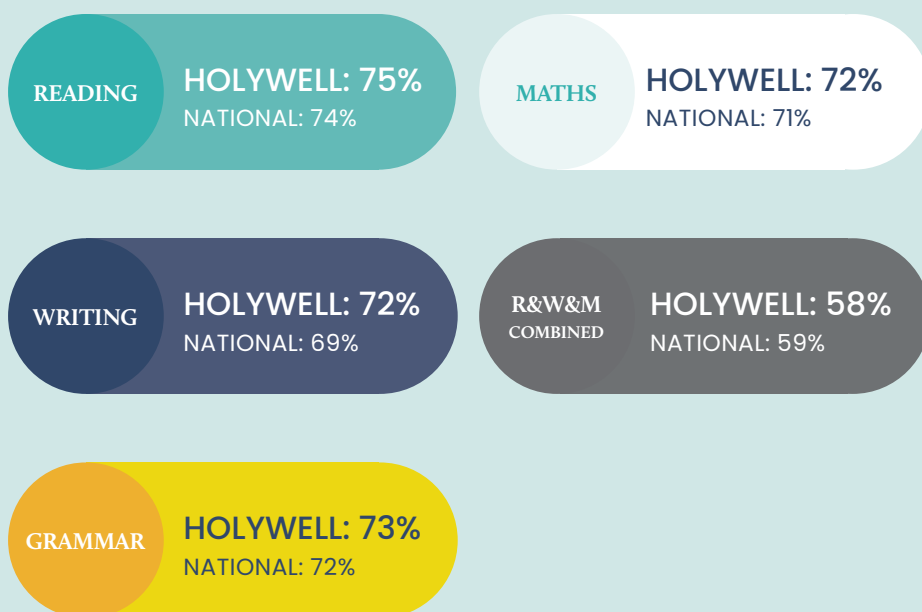 READING
HOLYWELL: 75%
NATIONAL: 74%
MATHS
HOLYWELL: 72%
NATIONAL: 71%
WRITING
HOLYWELL: 72%
NATIONAL: 69%
R&W&M
COMBINED
HOLYWELL: 58%
NATIONAL: 59%
GRAMMAR
HOLYWELL: 73%
NATIONAL: 72%